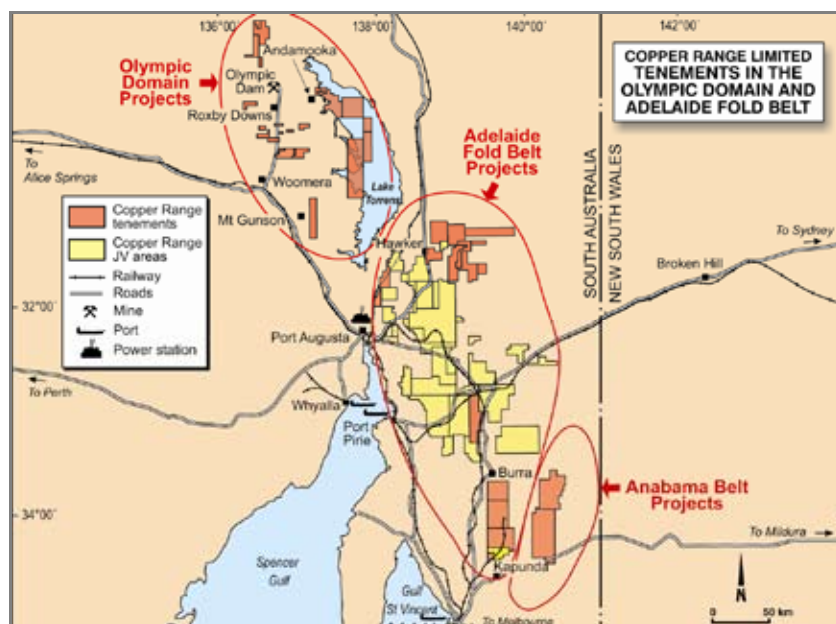 136°00'
138°00'
140°00'
142°00'
COPPER RANGE LIMITED
TENEMENTS IN THE
OLYMPIC DOMAIN AND
ADELAIDE FOLD BELT
Olympic
Domain
Projects
Andamooka
Olympic
Dam
Roxby Downs
To
Alice Springs
Woomera
Lake
Torrens
Mt Gunson
Adelaide
Fold Belt
Projects
Hawker
Copper Range
tenements
Copper Range
JV areas
Railway
Roads
Mine
Port
Power station
SOUTH AUSTRALIA
NEW SOUTH WALES
To Sydney
Broken Hill
32°00'
Port Augusta
To Perth
Whyalla
Port
Pirie
Burra
Anabama Belt
Projects
34°00'
To Mildura
Spencer
Gulf
Kapunda
Gulf
St Vincent
To Melbourne
N
0
50 km